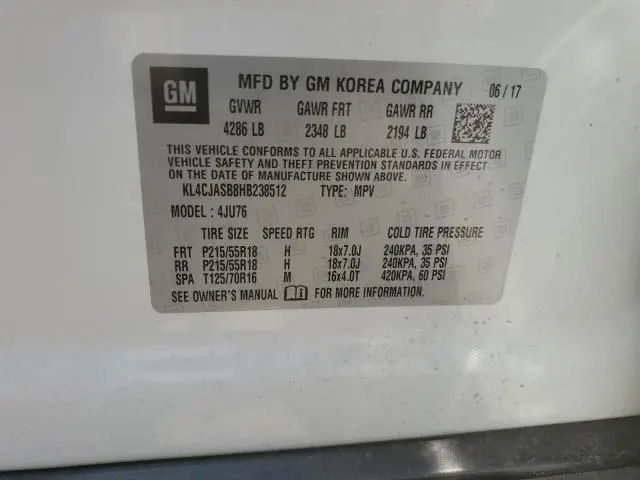 GM
MFD BY GM KOREA COMPANY 06/17
GVWR GAWR FRT GAWR RR
4286 LB 2348 LB 2194 LB
THIS VEHICLE CONFORMS TO ALL APPLICABLE U.S. FEDERAL MOTOR
VEHICLE SAFETY AND THEFT PREVENTION STANDARDS IN EFFECT
ON THE DATE OF MANUFACTURE SHOWN ABOVE.
KL4CJASB8HB238512 TYPE: MPV
MODEL: 4JU76
TIRE SIZE SPEED RTG RIM COLD TIRE PRESSURE
FRT P215/55R18 H 18x7.0J 240KPA, 35 PSI
RR P215/55R18 H 18x7.0J 240KPA, 35 PSI
SPA T125/70R16 M 16x4.0T 420KPA, 60 PSI
SEE OWNER'S MANUAL FOR MORE INFORMATION.